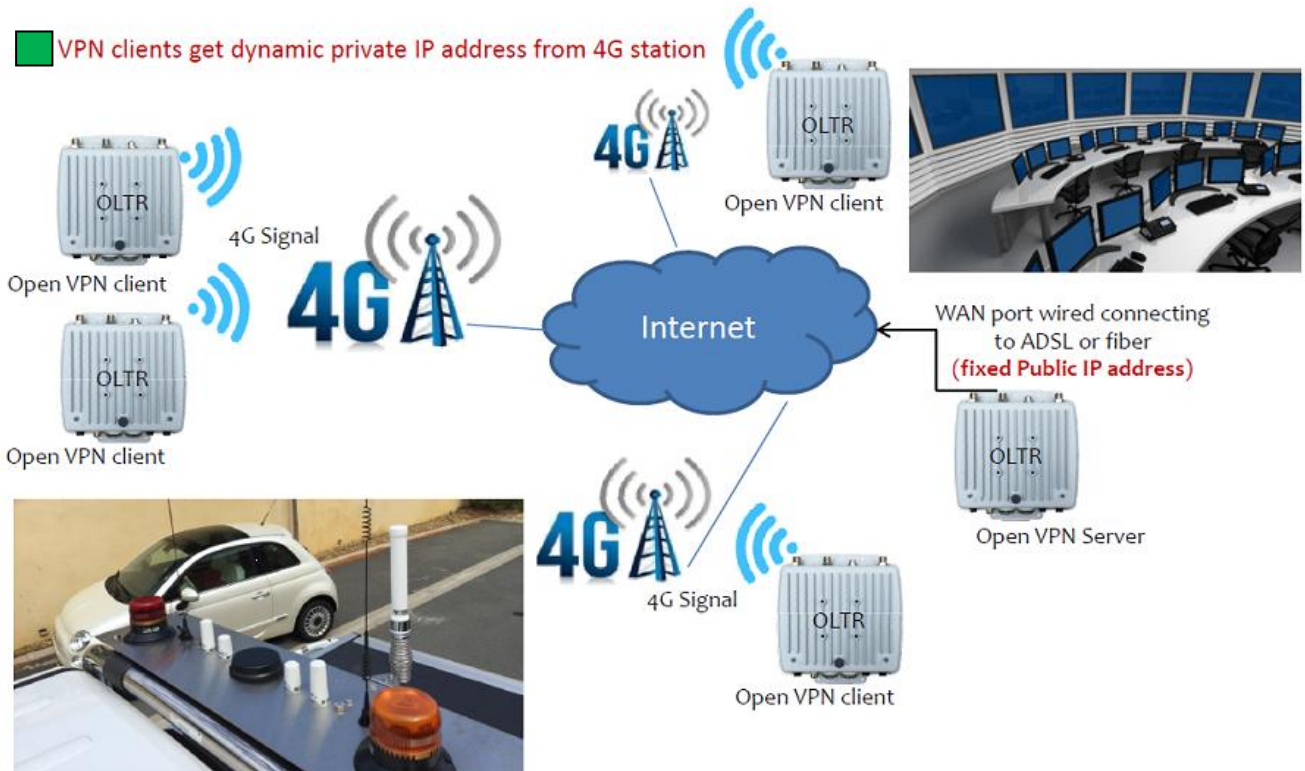 VPN clients get dynamic private IP address from 4G station
OLTR
Open VPN client
4G Signal
OLTR
Open VPN client
4G
4G
OLTR
Open VPN client
Internet
WAN port wired connecting
to ADSL or fiber
(fixed Public IP address)
OLTR
Open VPN Server
4G
4G Signal
OLTR
Open VPN client